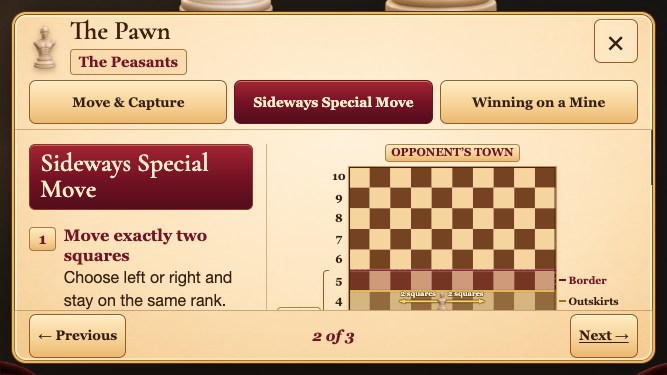 The Pawn
The Peasants
×
Move & Capture
Sideways Special Move
Winning on a Mine
Sideways Special
Move
1
Move exactly two
squares
Choose left or right and
stay on the same rank.
OPPONENT'S TOWN
10
9
8
7
6
5
Border
2 squares 2 squares
4
Outskirts
← Previous
2 of 3
Next →